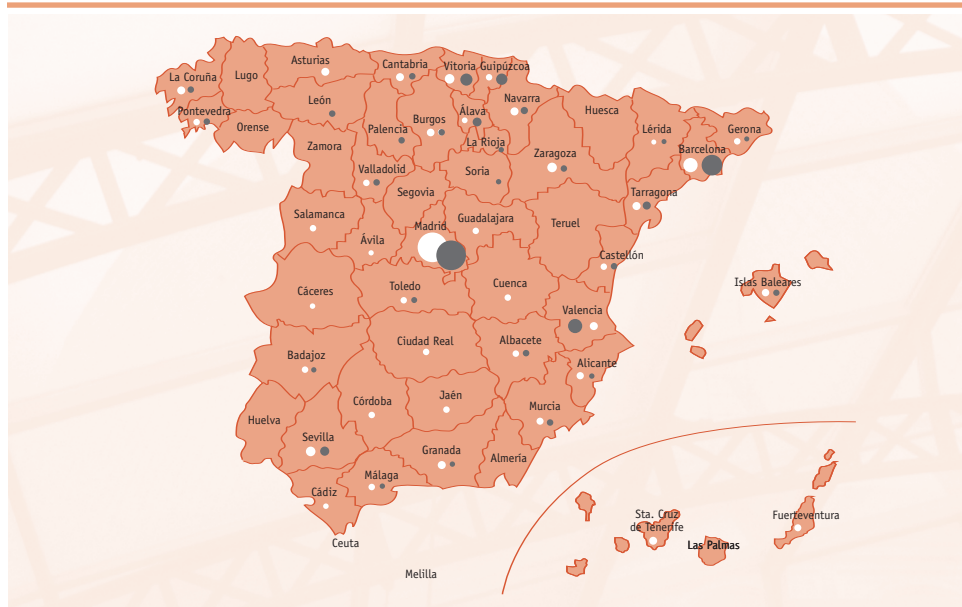 Asturias
Cantabria
Vitoria
Guipúzcoa
La Coruña
Lugo
León
Navarra
Huesca
Pontevedra
Orense
Palencia
Burgos
Álava
Lérida
Gerona
Zamora
La Rioja
Zaragoza
Barcelona
Valladolid
Soria
Segovia
Tarragona
Salamanca
Madrid
Guadalajara
Teruel
Ávila
Castellón
Cáceres
Toledo
Cuenca
Islas Baleares
Valencia
Ciudad Real
Albacete
Badajoz
Alicante
Córdoba
Jaén
Murcia
Huelva
Sevilla
Granada
Almería
Málaga
Cádiz
Ceuta
Sta. Cruz
de Tenerife
Fuerteventura
Las Palmas
Melilla